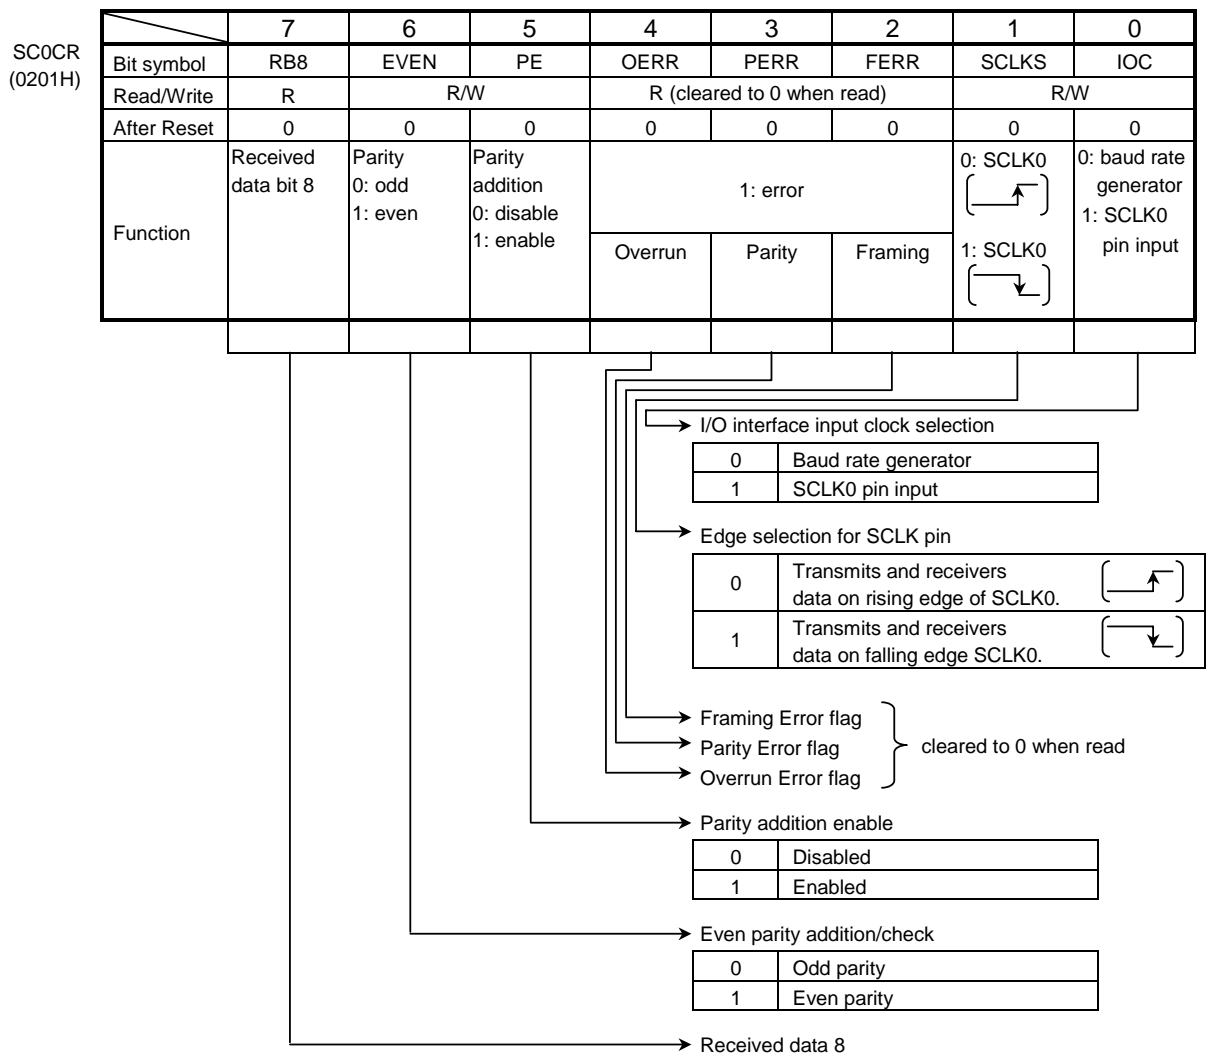 SC0CR
(0201H)
7 6 5 4 3 2 1 0
Bit symbol RB8 EVEN PE OERR PERR FERR SCLKS IOC
Read/Write R R/W R (cleared to 0 when read) R/W
After Reset 0 0 0 0 0 0 0 0
Function
Received
data bit 8
Parity
0: odd
1: even
Parity
addition
0: disable
1: enable
1: error
Overrun Parity Framing
0: SCLK0
1: SCLK0
0: baud rate
generator
1: SCLK0
pin input
I/O interface input clock selection
0 Baud rate generator
1 SCLK0 pin input
Edge selection for SCLK pin
0 Transmits and receivers
data on rising edge of SCLK0.
1 Transmits and receivers
data on falling edge SCLK0.
Framing Error flag
Parity Error flag cleared to 0 when read
Overrun Error flag
Parity addition enable
0 Disabled
1 Enabled
Even parity addition/check
0 Odd parity
1 Even parity
Received data 8